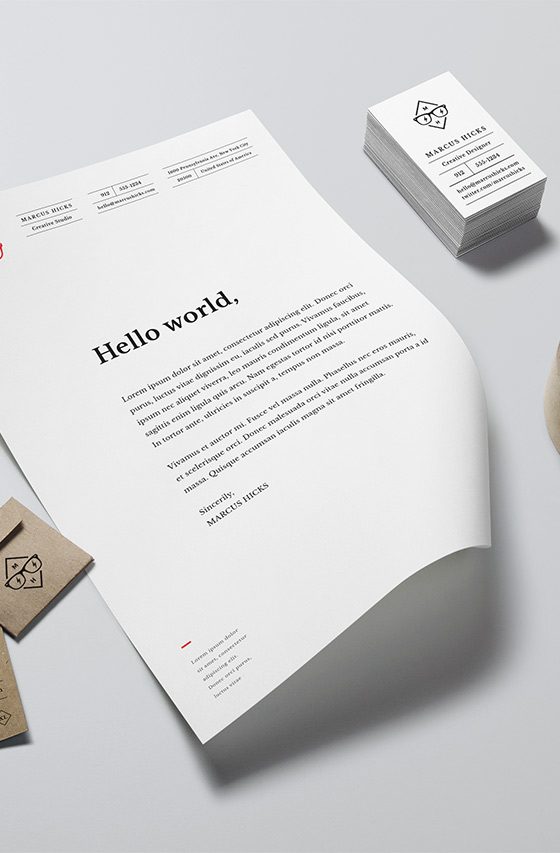 MARCUS HICKS
Creative Studio
912 555-1234
hello@marcushicks.com
1600 Pennsylvania Ave, New York City
20500 United States of America
Hello world,
Lorem ipsum dolor sit amet, consectetur adipiscing elit. Donec orci
purus, luctus vitae dignissim eu, iaculis sed purus. Vivamus faucibus,
ipsum nec aliquet viverra, leo mauris condimentum ligula, sit amet
sagittis enim ligula quis arcu. Nam egestas tortor id nisi porttitor mattis.
In tortor ante, ultricies in suscipit a, tempus non massa.
Vivamus et auctor mi. Fusce vel massa nulla. Phasellus nec eros mauris,
et scelerisque orci. Donec malesuada orci vitae nulla accumsan porta a id
massa. Quisque accumsan iaculis magna sit amet fringilla.
Sincerily,
MARCUS HICKS
Lorem ipsum dolor
sit amet, consectetur
adipiscing elit.
Donec orci purus,
luctus vitae
M
H
MARCUS HICKS
Creative Designer
912 555-1234
hello@marcushicks.com
twitter.com/marcushicks
M
H